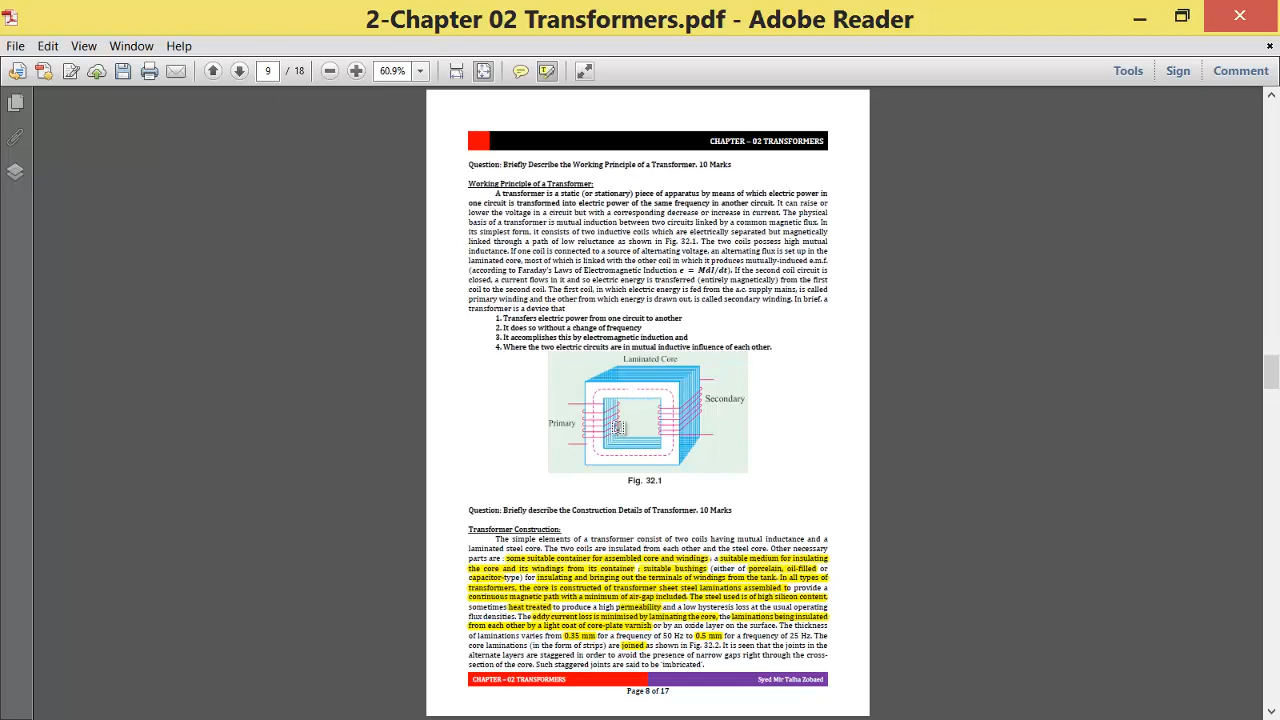 2-Chapter 02 Transformers.pdf - Adobe Reader
File Edit View Window Help
9 / 18 60.9% Tools Sign Comment
CHAPTER – 02 TRANSFORMERS
Question: Briefly Describe the Working Principle of a Transformer. 10 Marks
Working Principle of a Transformer:
A transformer is a static (or stationary) piece of apparatus by means of which electric power in
one circuit is transformed into electric power of the same frequency in another circuit. It can raise or
lower the voltage in a circuit but with a corresponding decrease or increase in current. The physical
basis of a transformer is mutual induction between two circuits linked by a common magnetic flux. In
its simplest form, it consists of two inductive coils which are electrically separated but magnetically
linked through a path of low reluctance as shown in Fig. 32.1. The two coils possess high mutual
inductance. If one coil is connected to a source of alternating voltage, an alternating flux is set up in the
laminated core, most of which is linked with the other coil in which it produces mutually-induced e.m.f.
(according to Faraday's Laws of Electromagnetic Induction e = MdI/dt). If the second coil circuit is
closed, a current flows in it and so electric energy is transferred (entirely magnetically) from the first
coil to the second coil. The first coil, in which electric energy is fed from the a.c. supply mains, is called
primary winding and the other from which energy is drawn out, is called secondary winding. In brief, a
transformer is a device that
1. Transfers electric power from one circuit to another
2. It does so without a change of frequency
3. It accomplishes this by electromagnetic induction and
4. Where the two electric circuits are in mutual inductive influence of each other.
Laminated Core
Secondary
Primary
Fig. 32.1
Question: Briefly describe the Construction Details of Transformer. 10 Marks
Transformer Construction:
The simple elements of a transformer consist of two coils having mutual inductance and a
laminated steel core. The two coils are insulated from each other and the steel core. Other necessary
parts are : some suitable container for assembled core and windings ; a suitable medium for insulating
the core and its windings from its container ; suitable bushings (either of porcelain, oil-filled or
capacitor-type) for insulating and bringing out the terminals of windings from the tank. In all types of
transformers, the core is constructed of transformer sheet steel laminations assembled to provide a
continuous magnetic path with a minimum of air-gap included. The steel used is of high silicon content,
sometimes heat treated to produce a high permeability and a low hysteresis loss at the usual operating
flux densities. The eddy current loss is minimised by laminating the core, the laminations being insulated
from each other by a light coat of core-plate varnish or by an oxide layer on the surface. The thickness
of laminations varies from 0.35 mm for a frequency of 50 Hz to 0.5 mm for a frequency of 25 Hz. The
core laminations (in the form of strips) are joined as shown in Fig. 32.2. It is seen that the joints in the
alternate layers are staggered in order to avoid the presence of narrow gaps right through the cross-
section of the core. Such staggered joints are said to be 'imbricated'.
CHAPTER – 02 TRANSFORMERS Syed Mir Talha Zobaed
Page 8 of 17